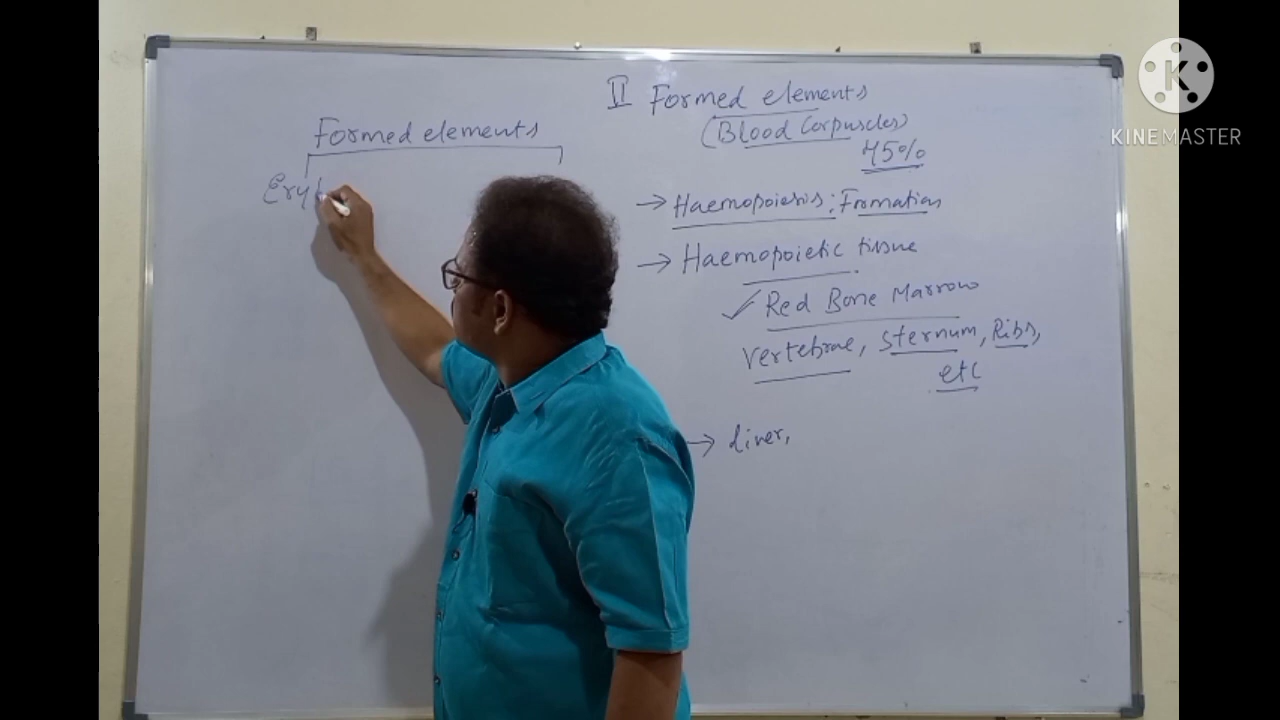 Formed elements
Eryt
II Formed elements
(Blood Corpuscles)
45%
→ Haemopoiesis : Formation
→ Haemopoietic tissue
✓ Red Bone Marrow
Vertebrae, Sternum, Ribs,
etc
→ liver,
K
KINEMASTER